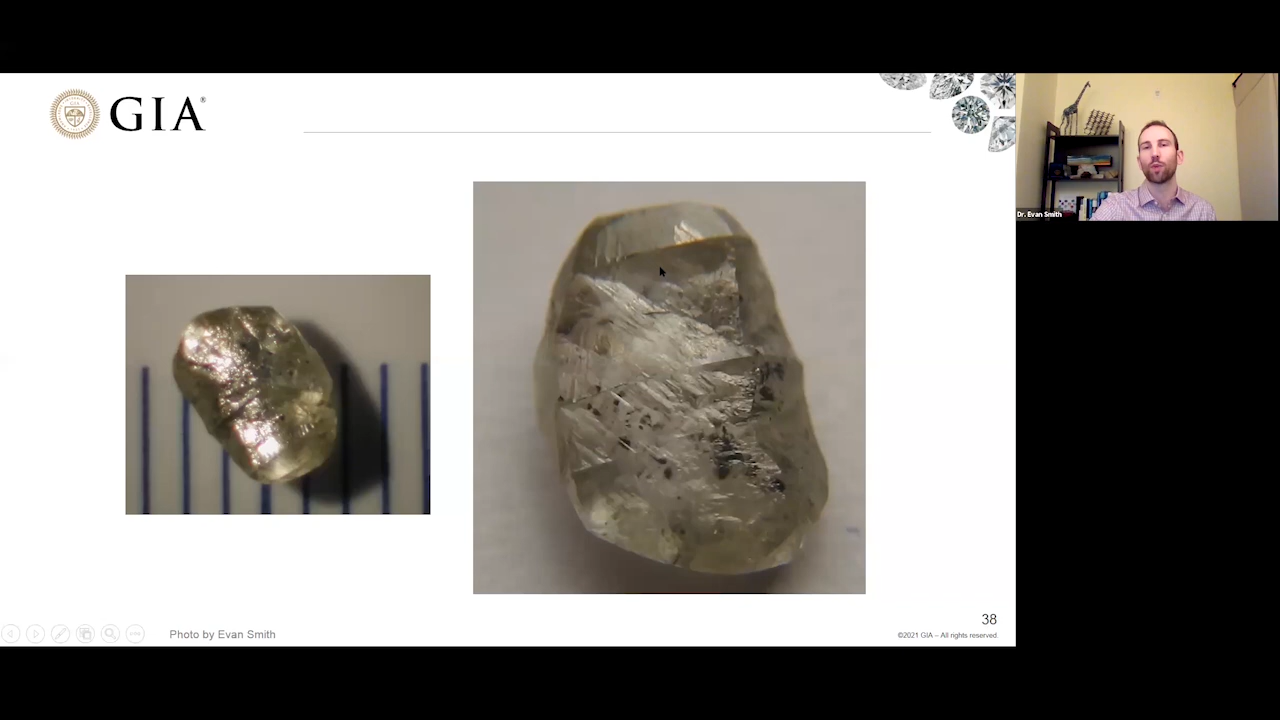 GIA®
Dr. Evan Smith
Photo by Evan Smith
38
©2021 GIA – All rights reserved.